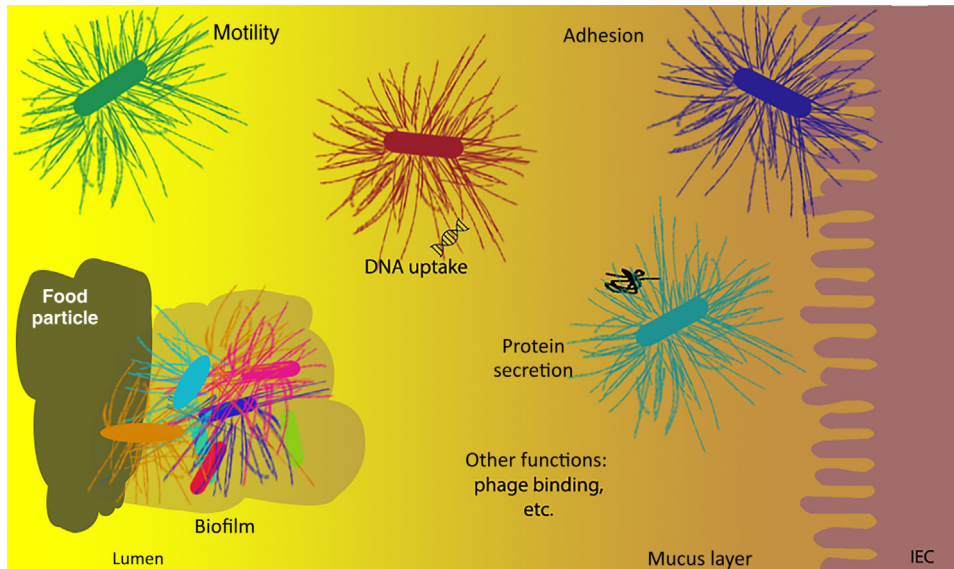 Motility
Adhesion
DNA uptake
Food
particle
Protein
secretion
Other functions:
phage binding,
etc.
Biofilm
Lumen
Mucus layer
IEC